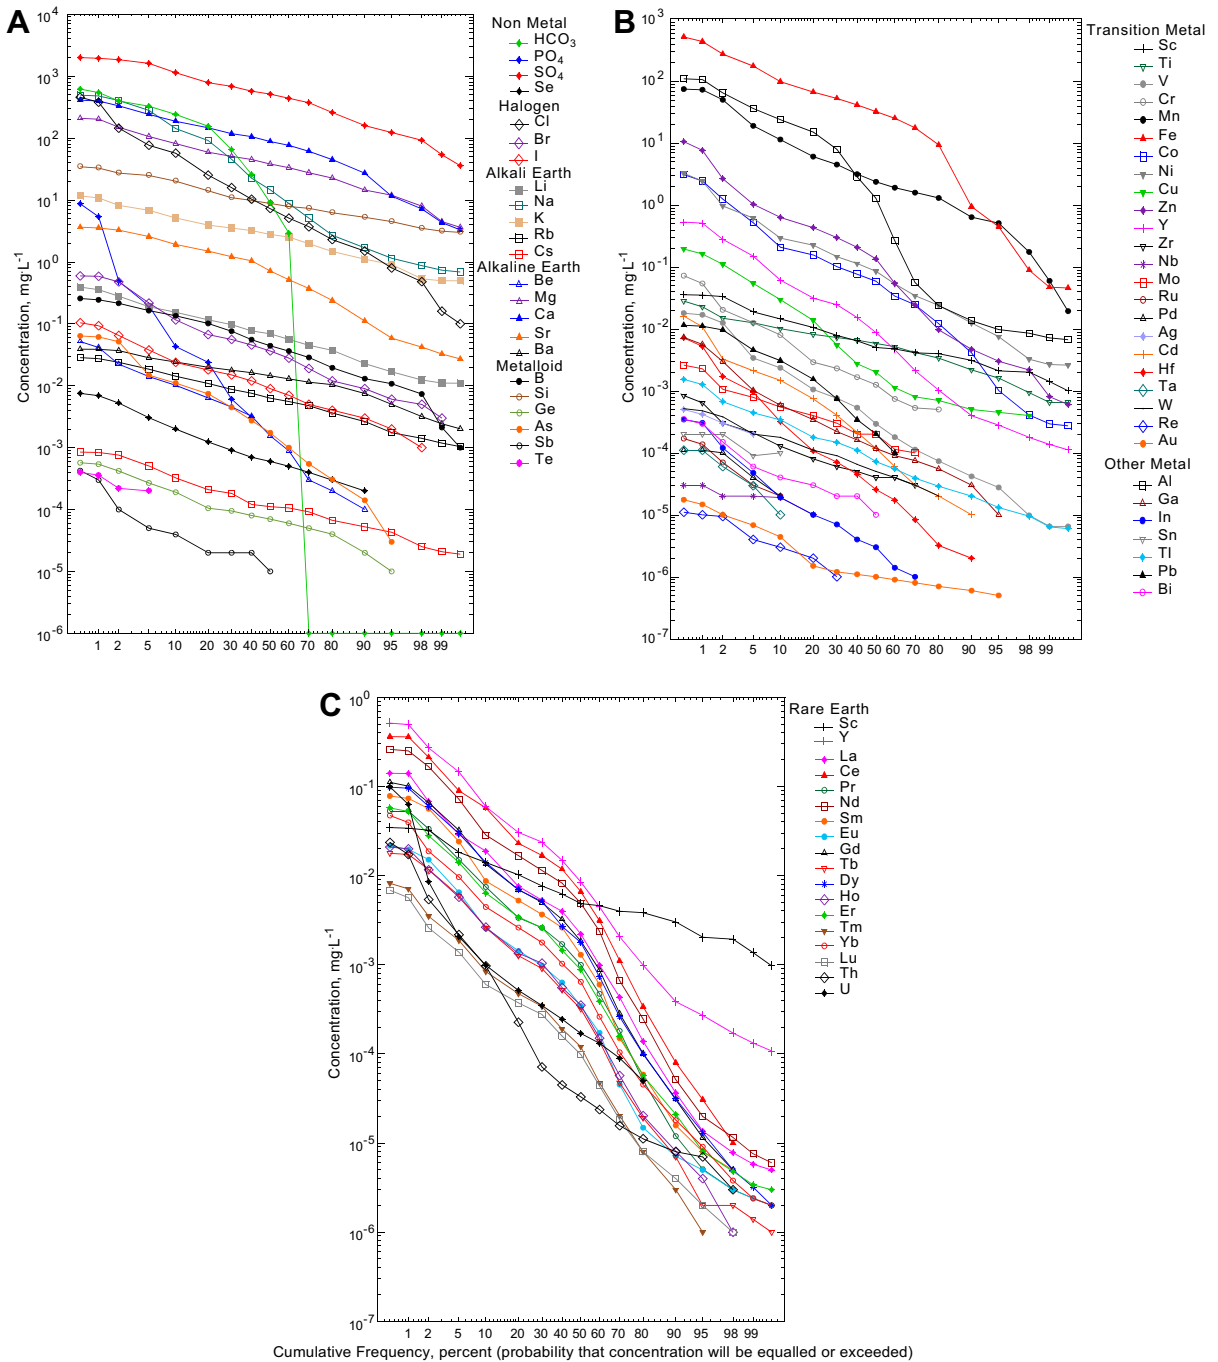 A
Concentration, mg·L-1
10^4
10^3
10^2
10^1
10^0
10^-1
10^-2
10^-3
10^-4
10^-5
10^-6
1 2 5 10 20 30 40 50 60 70 80 90 95 98 99
Non Metal
HCO3
PO4
SO4
Se
Halogen
Cl
Br
I
Alkali Earth
Li
Na
K
Rb
Cs
Alkaline Earth
Be
Mg
Ca
Sr
Ba
Metalloid
B
Si
Ge
As
Sb
Te
B
Concentration, mg·L-1
10^3
10^2
10^1
10^0
10^-1
10^-2
10^-3
10^-4
10^-5
10^-6
10^-7
1 2 5 10 20 30 40 50 60 70 80 90 95 98 99
Transition Metal
Sc
Ti
V
Cr
Mn
Fe
Co
Ni
Cu
Zn
Y
Zr
Nb
Mo
Ru
Pd
Ag
Cd
Hf
Ta
W
Re
Au
Other Metal
Al
Ga
In
Sn
Tl
Pb
Bi
C
Concentration, mg·L-1
10^0
10^-1
10^-2
10^-3
10^-4
10^-5
10^-6
10^-7
1 2 5 10 20 30 40 50 60 70 80 90 95 98 99
Rare Earth
Sc
Y
La
Ce
Pr
Nd
Sm
Eu
Gd
Tb
Dy
Ho
Er
Tm
Yb
Lu
Th
U
Cumulative Frequency, percent (probability that concentration will be equalled or exceeded)